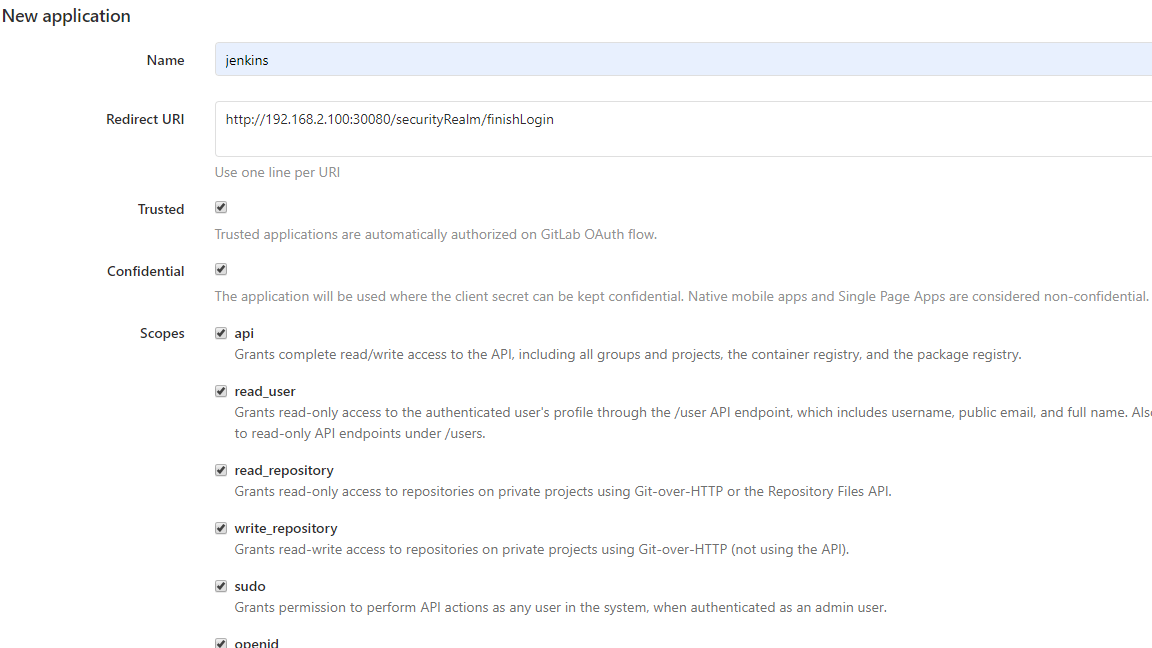 New application
Name
jenkins
Redirect URI
http://192.168.2.100:30080/securityRealm/finishLogin
Use one line per URI
Trusted
Trusted applications are automatically authorized on GitLab OAuth flow.
Confidential
The application will be used where the client secret can be kept confidential. Native mobile apps and Single Page Apps are considered non-confidential.
Scopes
api
Grants complete read/write access to the API, including all groups and projects, the container registry, and the package registry.
read_user
Grants read-only access to the authenticated user's profile through the /user API endpoint, which includes username, public email, and full name. Als
to read-only API endpoints under /users.
read_repository
Grants read-only access to repositories on private projects using Git-over-HTTP or the Repository Files API.
write_repository
Grants read-write access to repositories on private projects using Git-over-HTTP (not using the API).
sudo
Grants permission to perform API actions as any user in the system, when authenticated as an admin user.
openid